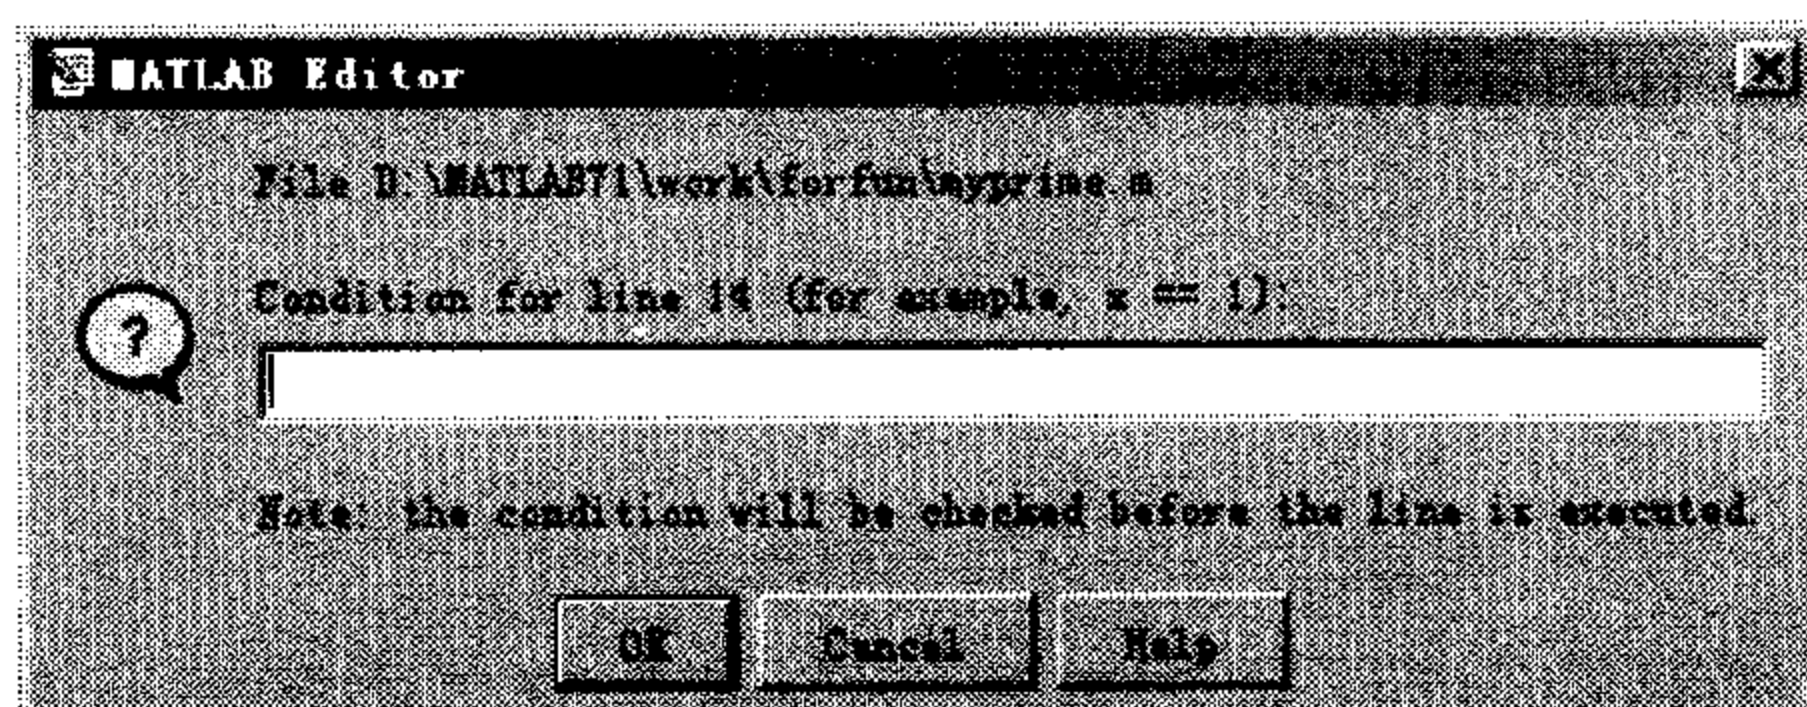 MATLAB Editor
File D:\MATLAB71\work\forfun\myprime.m
Condition for line 14 (for example, x == 1):
?
Note: the condition will be checked before the line is executed.
OK Cancel Help